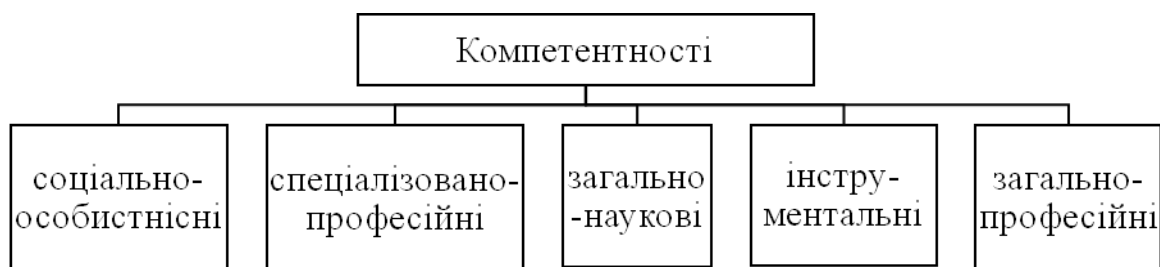 Компетентності
соціально-
особистнісні
спеціалізовано-
професійні
загально
-наукові
інстру-
ментальні
загально-
професійні